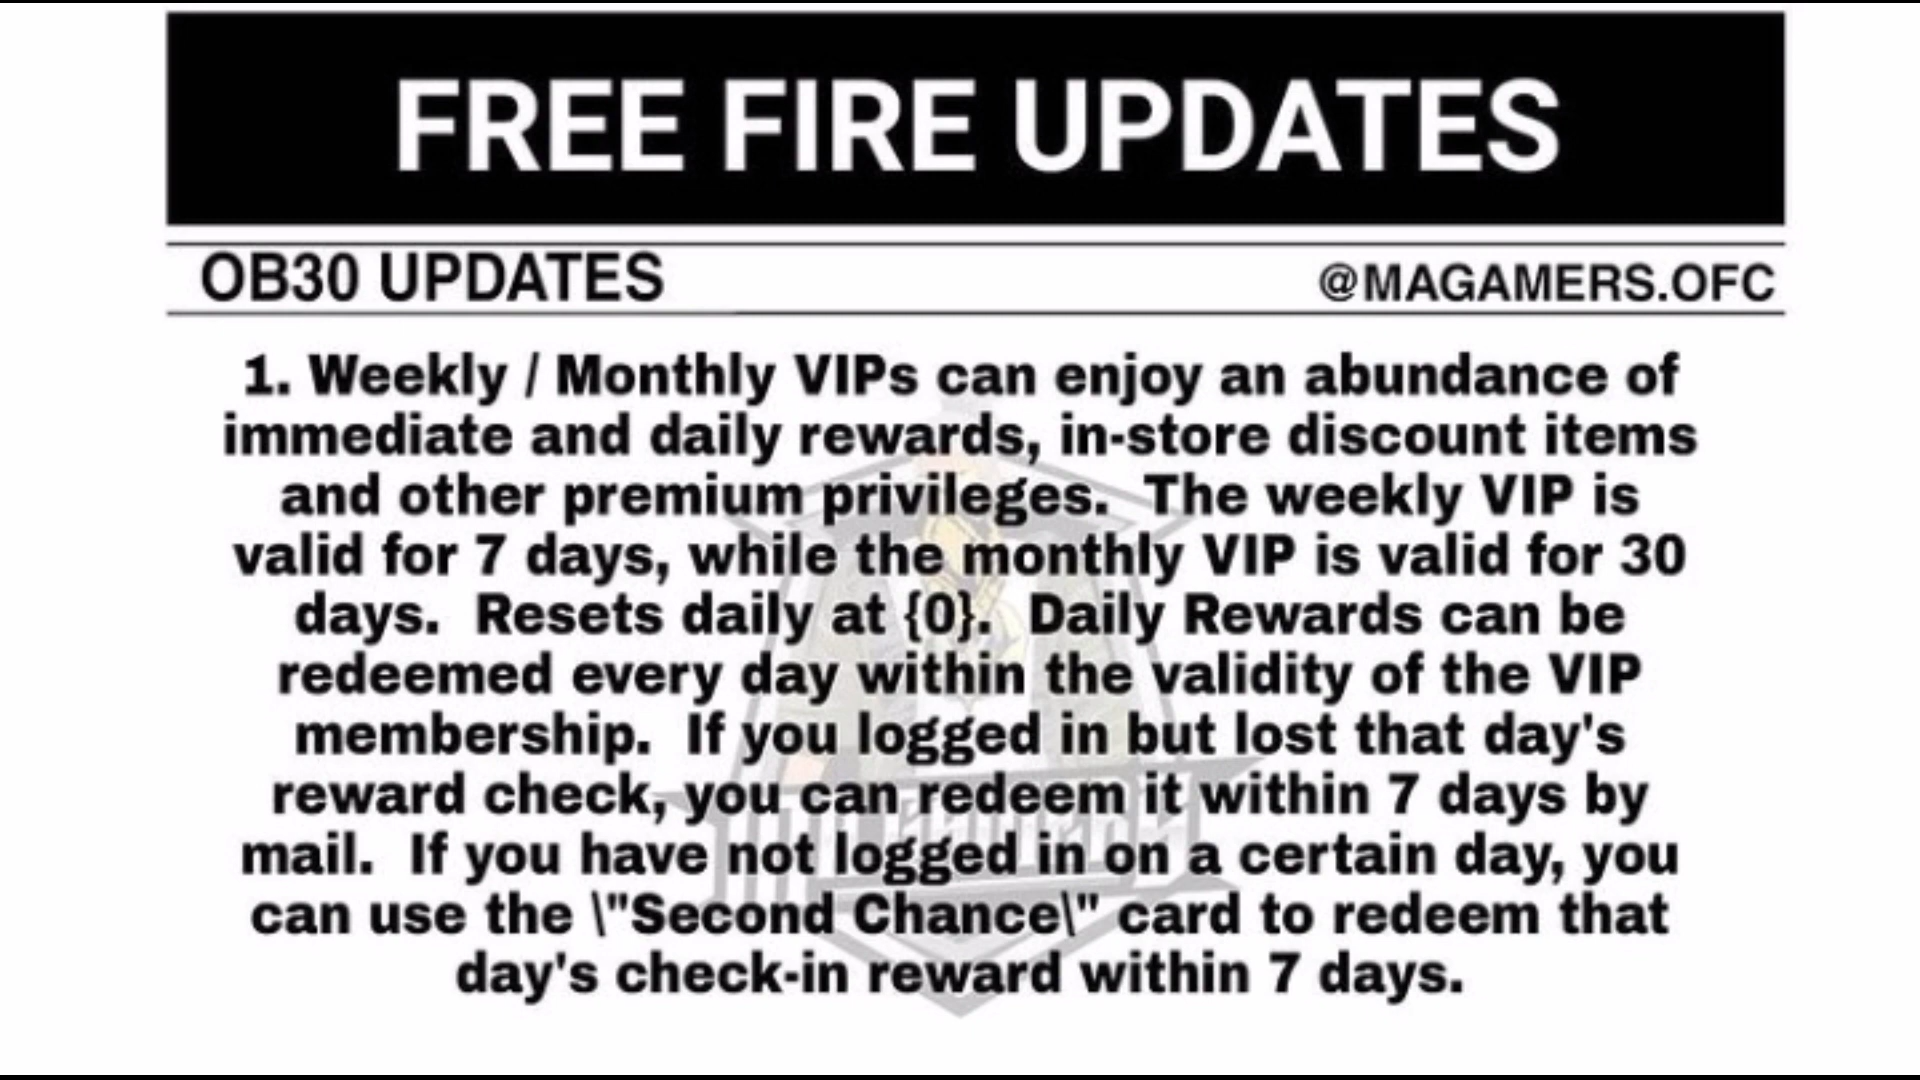 FREE FIRE UPDATES
OB30 UPDATES
@MAGAMERS.OFC
1. Weekly / Monthly VIPs can enjoy an abundance of
immediate and daily rewards, in-store discount items
and other premium privileges.  The weekly VIP is
valid for 7 days, while the monthly VIP is valid for 30
days.  Resets daily at {0}.  Daily Rewards can be
redeemed every day within the validity of the VIP
membership.  If you logged in but lost that day's
reward check, you can redeem it within 7 days by
mail.  If you have not logged in on a certain day, you
can use the \"Second Chance\" card to redeem that
day's check-in reward within 7 days.